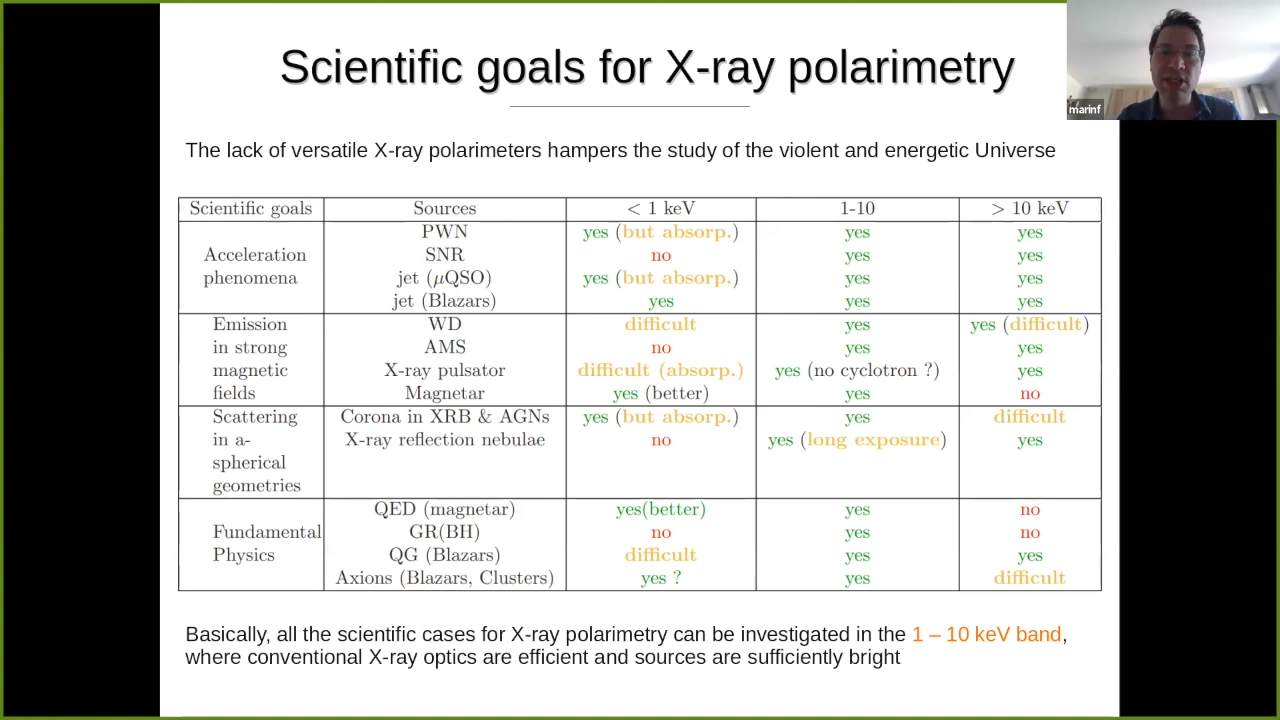 Scientific goals for X-ray polarimetry
marinf
The lack of versatile X-ray polarimeters hampers the study of the violent and energetic Universe
Scientific goals Sources < 1 keV 1-10 > 10 keV
PWN yes (but absorp.) yes yes
Acceleration SNR no yes yes
phenomena jet (μQSO) yes (but absorp.) yes yes
jet (Blazars) yes yes yes
Emission WD difficult yes yes (difficult)
in strong AMS no yes yes
magnetic X-ray pulsator difficult (absorp.) yes (no cyclotron ?) yes
fields Magnetar yes (better) yes no
Scattering Corona in XRB & AGNs yes (but absorp.) yes difficult
in a- X-ray reflection nebulae no yes (long exposure) yes
spherical
geometries
QED (magnetar) yes(better) yes no
Fundamental GR(BH) no yes no
Physics QG (Blazars) difficult yes yes
Axions (Blazars, Clusters) yes ? yes difficult
Basically, all the scientific cases for X-ray polarimetry can be investigated in the 1 – 10 keV band,
where conventional X-ray optics are efficient and sources are sufficiently bright